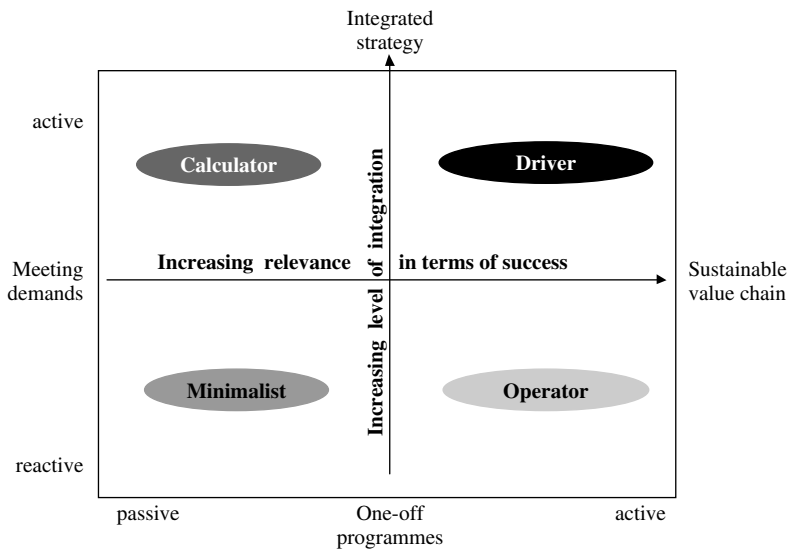 Integrated
strategy
active
Calculator
Driver
Increasing level of integration
Meeting
demands
Increasing relevance in terms of success
Sustainable
value chain
Minimalist
Operator
reactive
passive
One-off
programmes
active